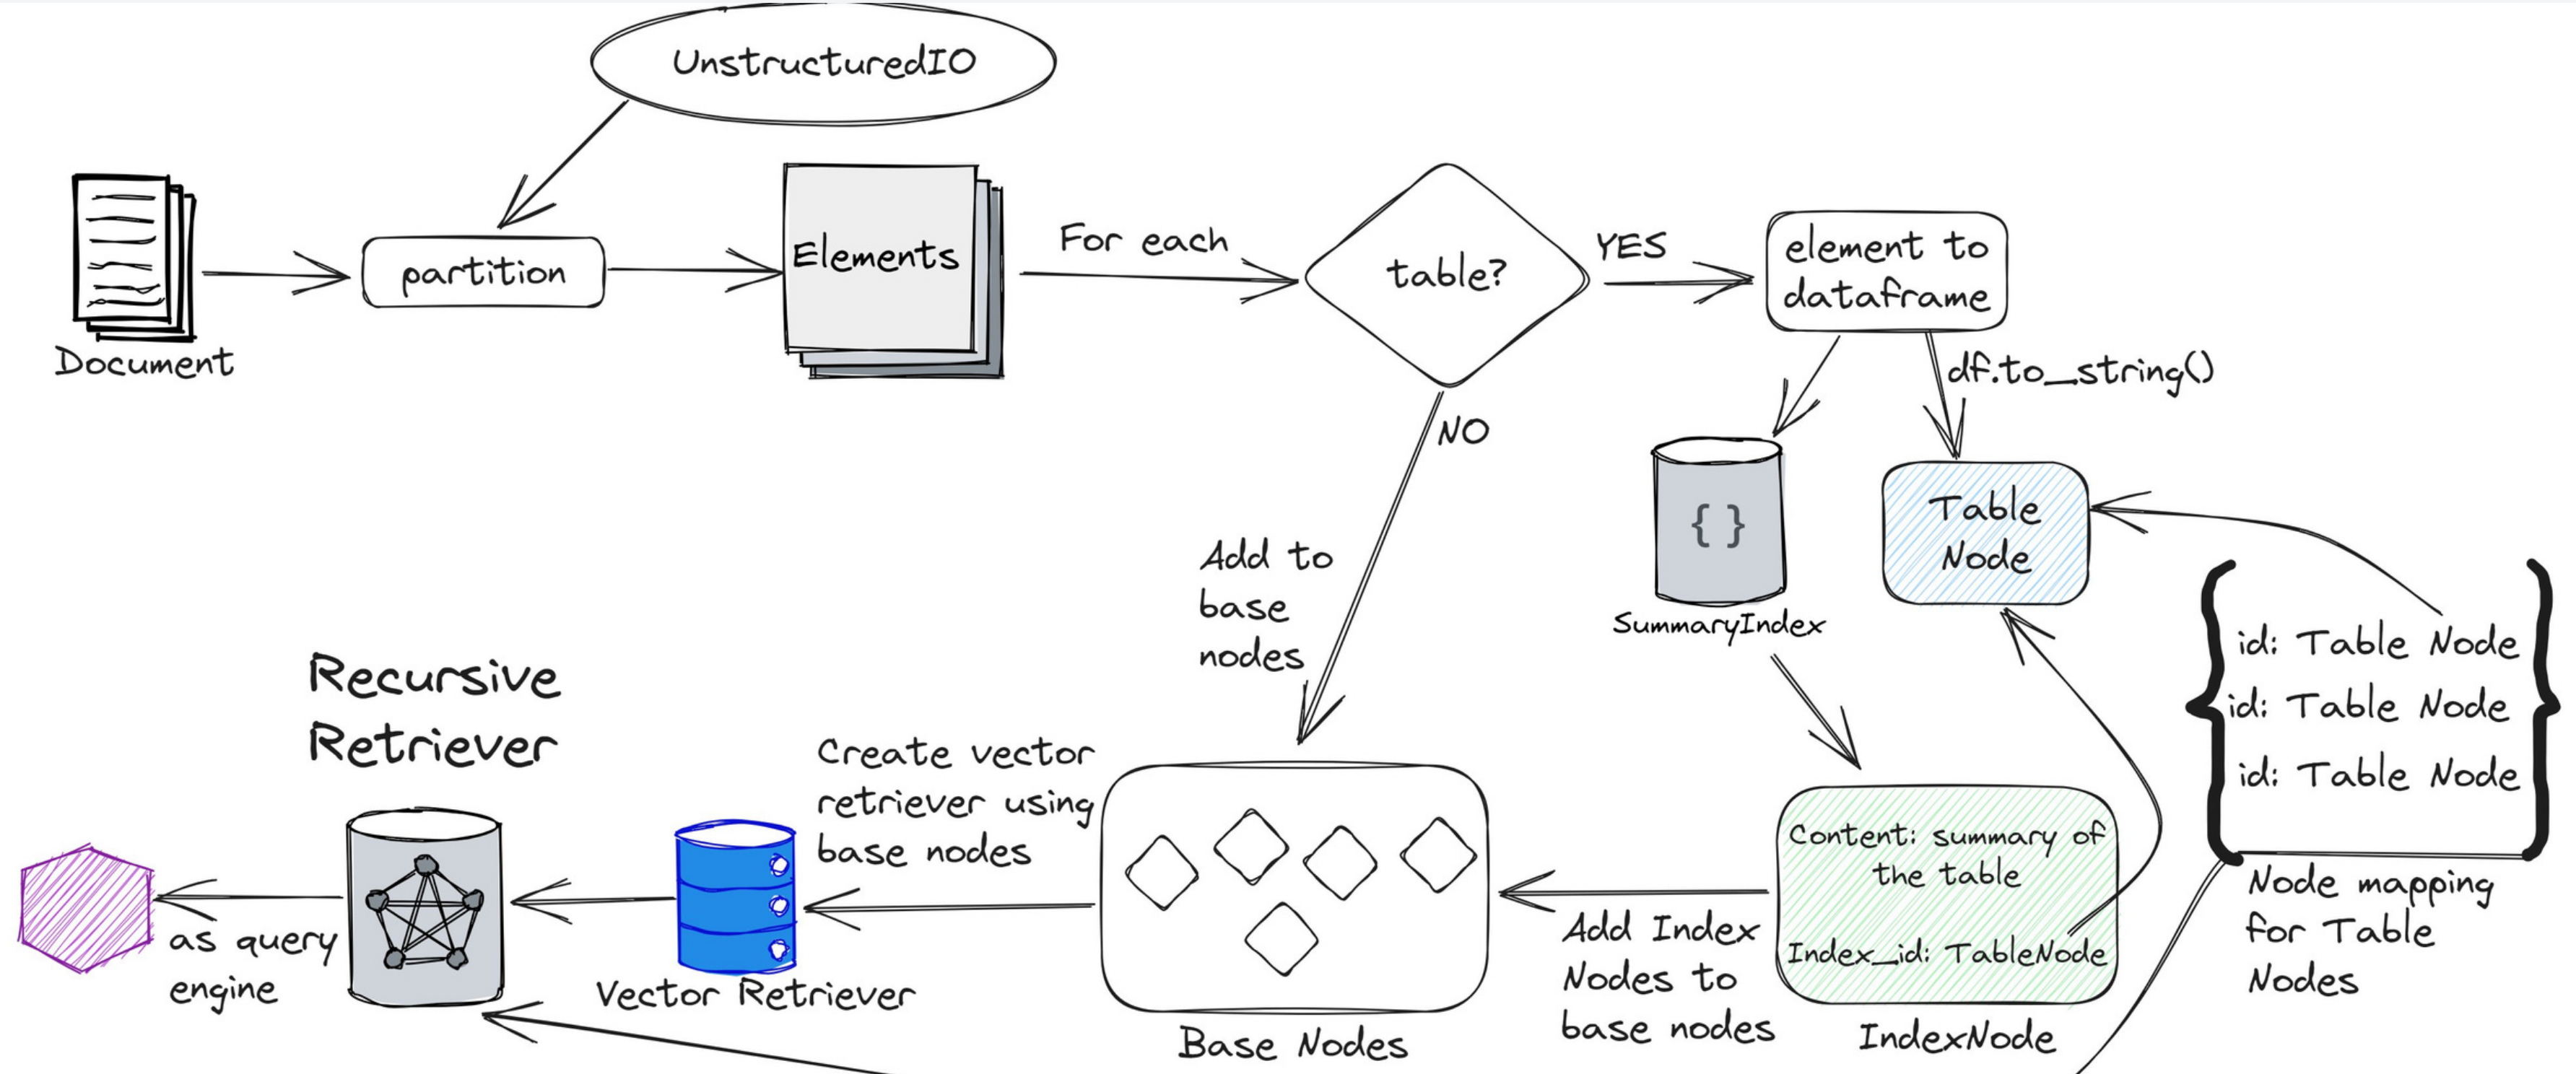 UnstructuredIO
Document
partition
Elements
For each
table?
YES
element to
dataframe
df.to_string()
NO
{ }
SummaryIndex
Table
Node
id: Table Node
id: Table Node
id: Table Node
Node mapping
for Table
Nodes
Add to
base
nodes
Content: summary of
the table
Index_id: TableNode
IndexNode
Add Index
Nodes to
base nodes
Base Nodes
Create vector
retriever using
base nodes
Vector Retriever
Recursive
Retriever
as query
engine